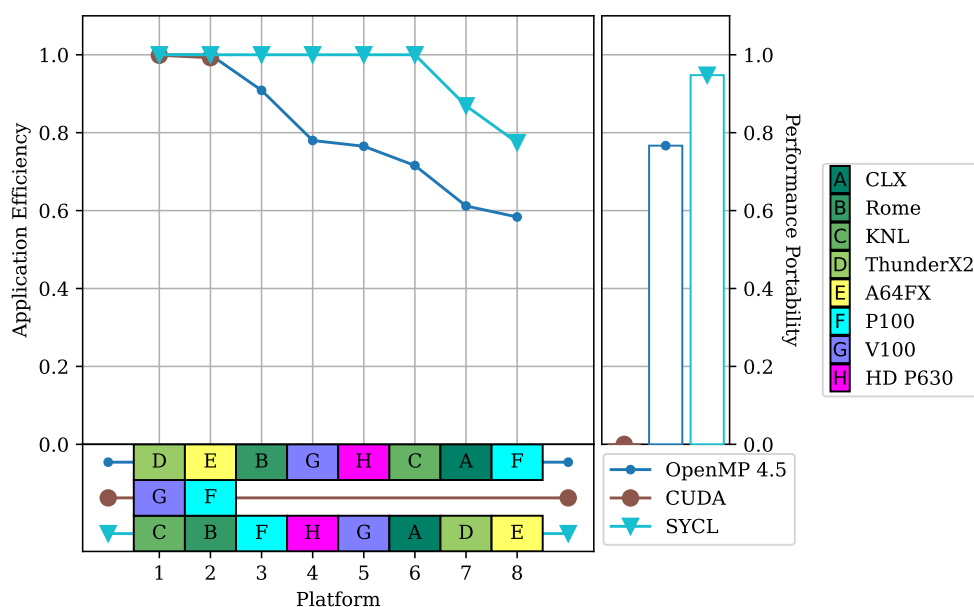 1.0
0.8
0.6
0.4
0.2
0.0
Application Efficiency
1.0
0.8
0.6
0.4
0.2
0.0
Performance Portability
A CLX
B Rome
C KNL
D ThunderX2
E A64FX
F P100
G V100
H HD P630
D E B G H C A F
G F
C B F H G A D E
1 2 3 4 5 6 7 8
Platform
OpenMP 4.5
CUDA
SYCL